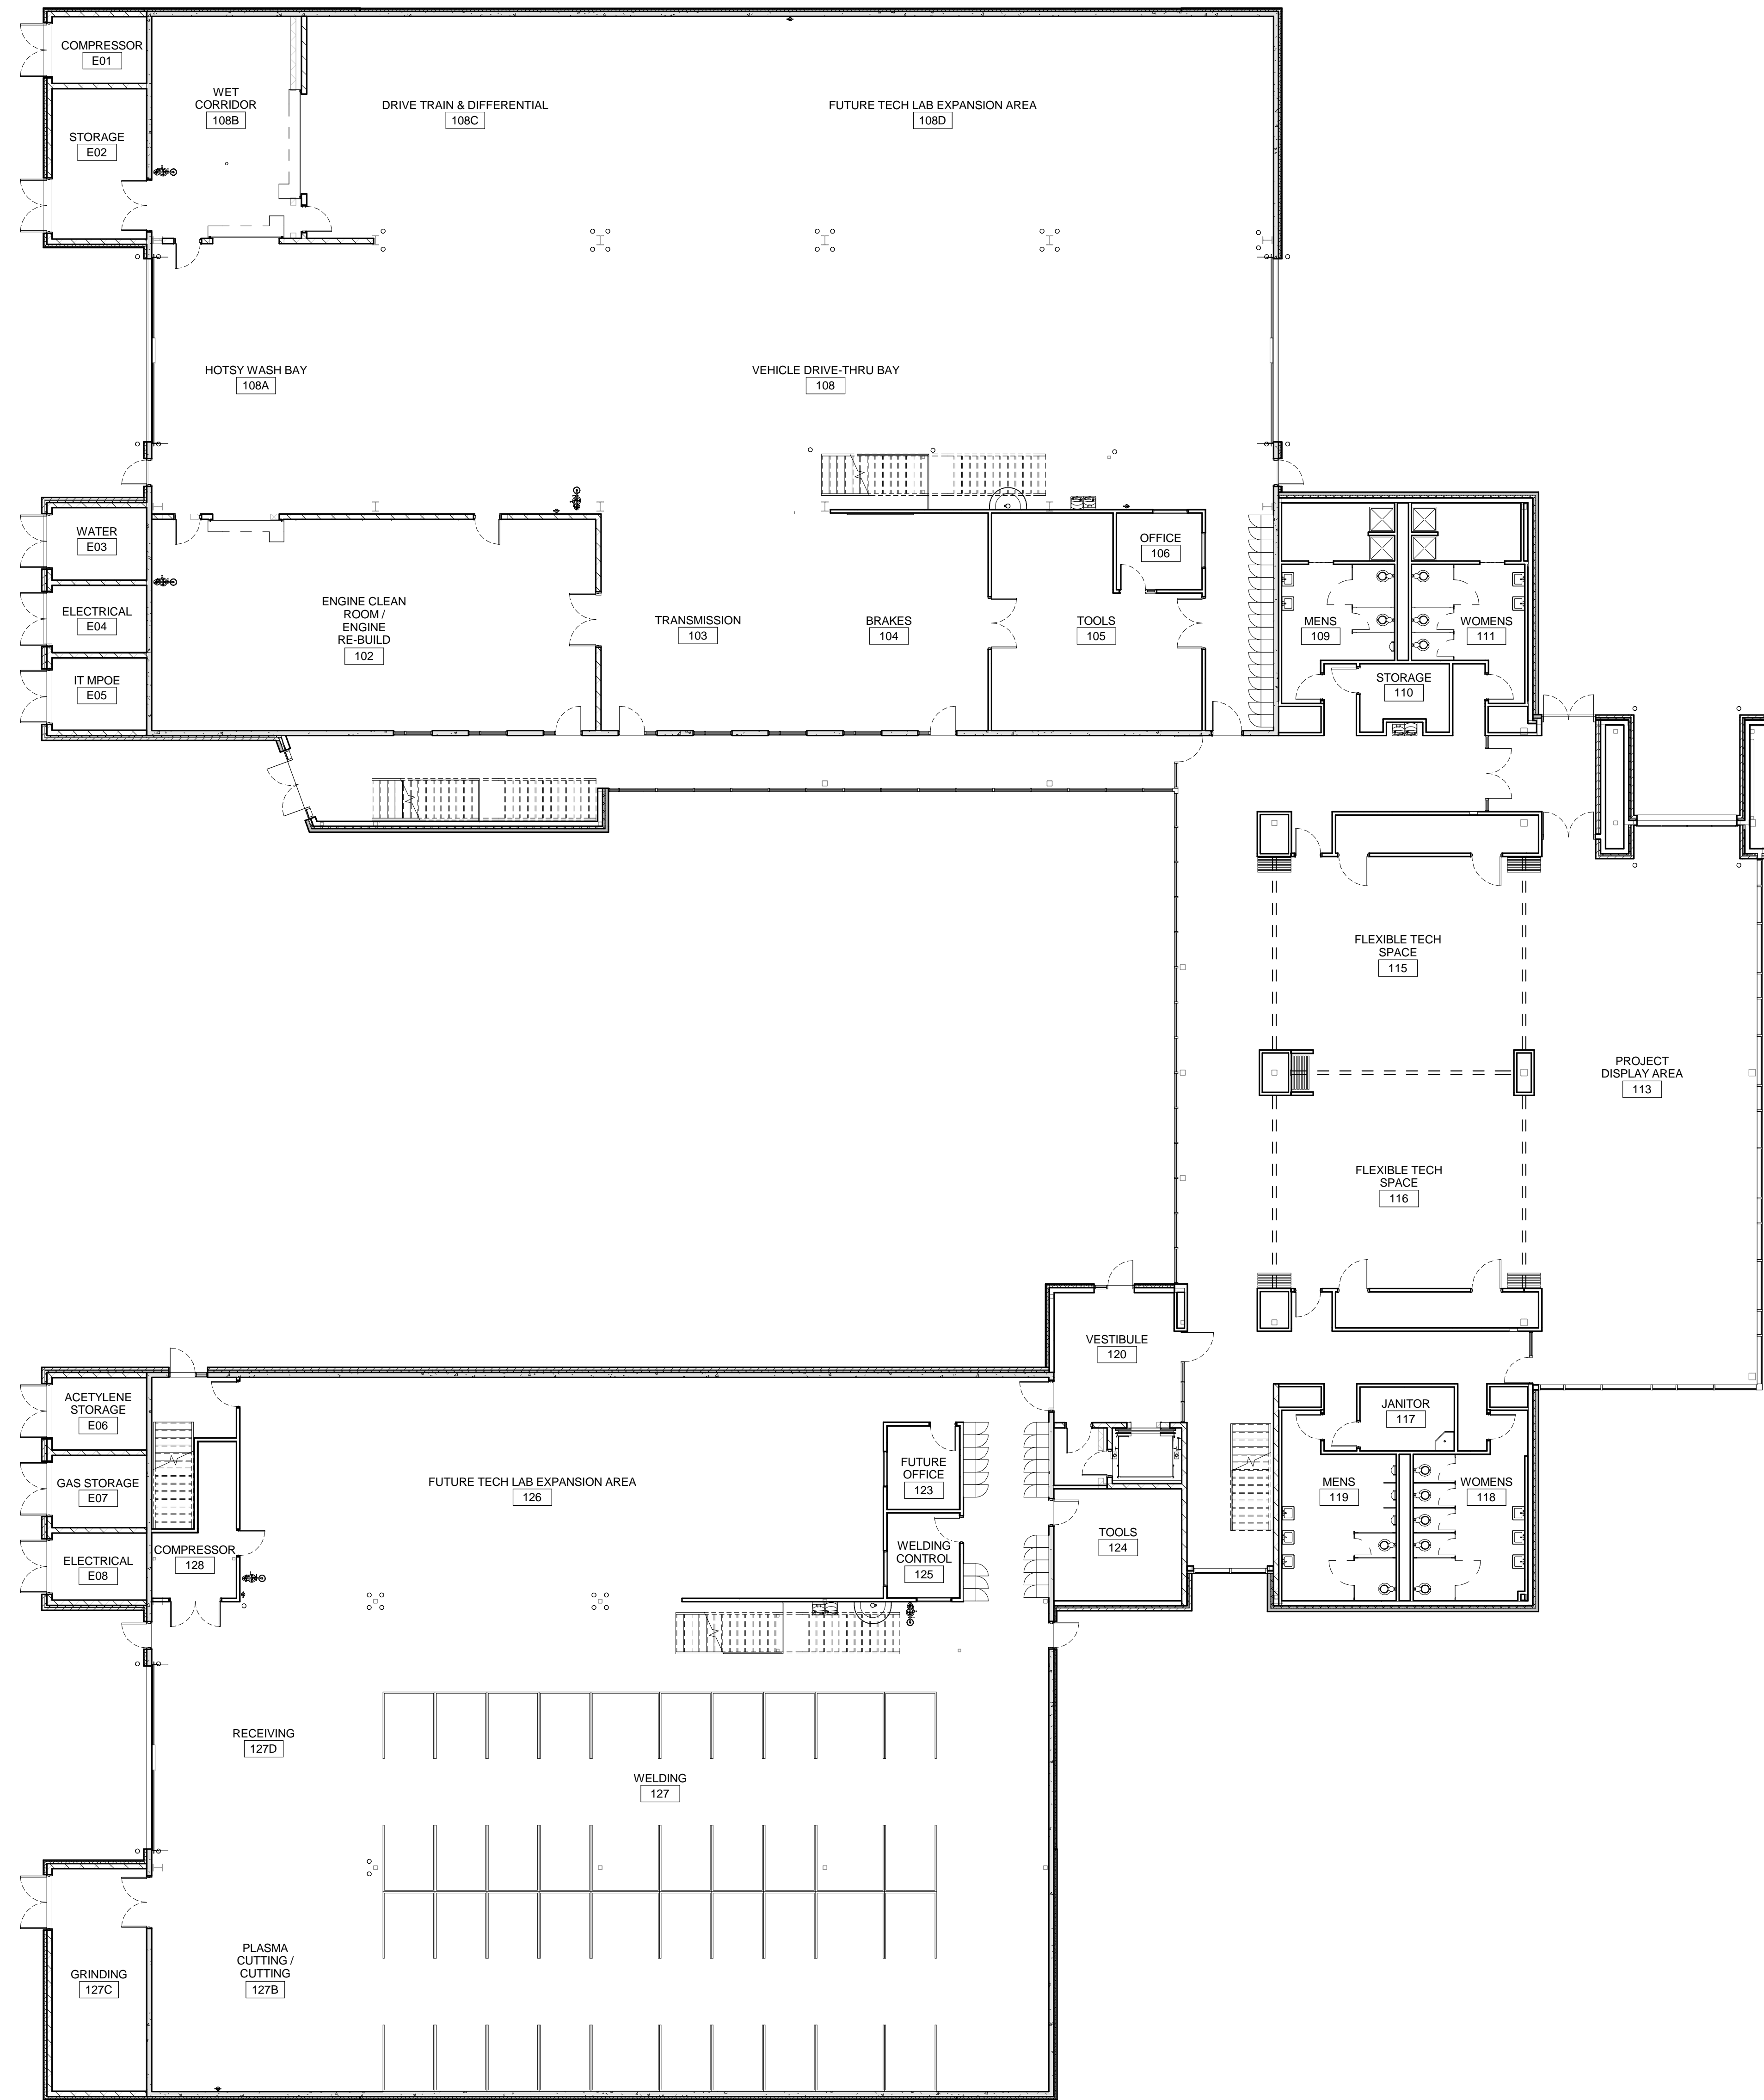 COMPRESSOR
E01
WET
CORRIDOR
108B
DRIVE TRAIN & DIFFERENTIAL
108C
FUTURE TECH LAB EXPANSION AREA
108D
STORAGE
E02
HOTSY WASH BAY
108A
VEHICLE DRIVE-THRU BAY
108
WATER
E03
OFFICE
106
ELECTRICAL
E04
ENGINE CLEAN
ROOM /
ENGINE
RE-BUILD
102
TRANSMISSION
103
BRAKES
104
TOOLS
105
MENS
109
WOMENS
111
IT MPOE
E05
STORAGE
110
FLEXIBLE TECH
SPACE
115
PROJECT
DISPLAY AREA
113
FLEXIBLE TECH
SPACE
116
VESTIBULE
120
ACETYLENE
STORAGE
E06
JANITOR
117
GAS STORAGE
E07
FUTURE TECH LAB EXPANSION AREA
126
FUTURE
OFFICE
123
MENS
119
WOMENS
118
ELECTRICAL
E08
COMPRESSOR
128
WELDING
CONTROL
125
TOOLS
124
RECEIVING
127D
WELDING
127
PLASMA
CUTTING /
CUTTING
127B
GRINDING
127C